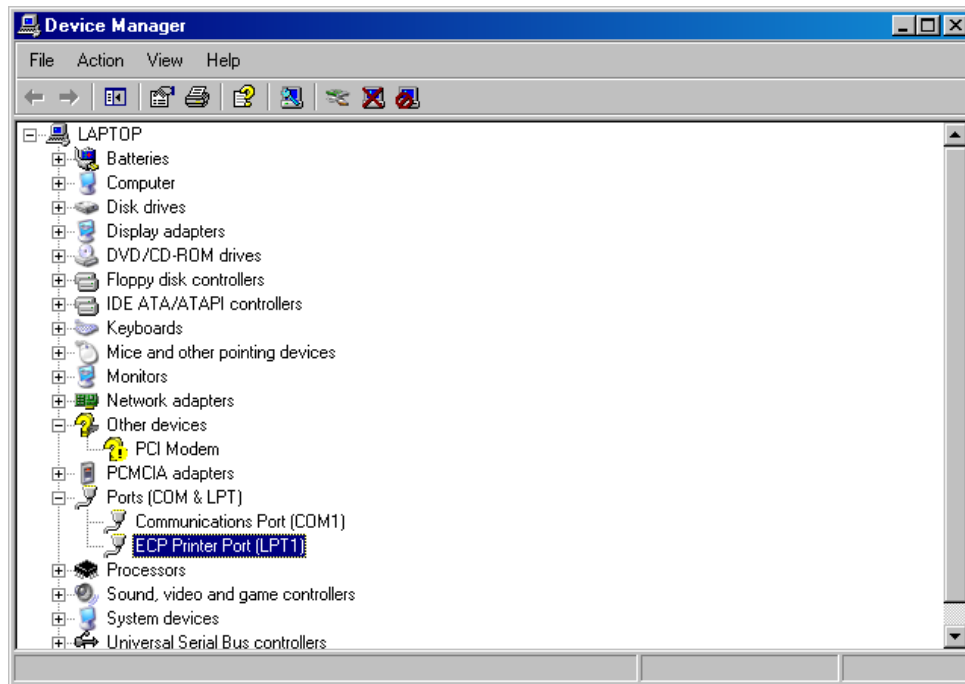 Device Manager
File Action View Help
LAPTOP
Batteries
Computer
Disk drives
Display adapters
DVD/CD-ROM drives
Floppy disk controllers
IDE ATA/ATAPI controllers
Keyboards
Mice and other pointing devices
Monitors
Network adapters
Other devices
PCI Modem
PCMCIA adapters
Ports (COM & LPT)
Communications Port (COM1)
ECP Printer Port (LPT1)
Processors
Sound, video and game controllers
System devices
Universal Serial Bus controllers